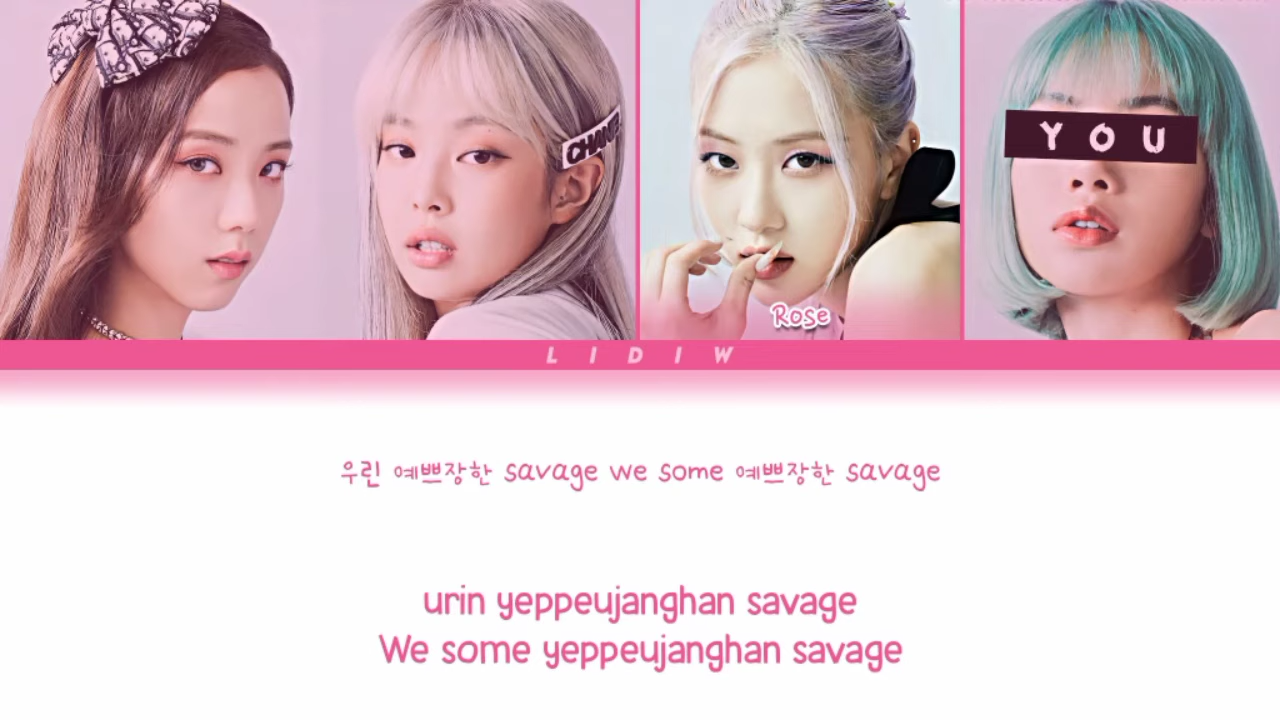 CHANEL
YOU
Rose
LIDIW
우린 예쁘장한 savage we some 예쁘장한 savage
urin yeppeujanghan savage
We some yeppeujanghan savage